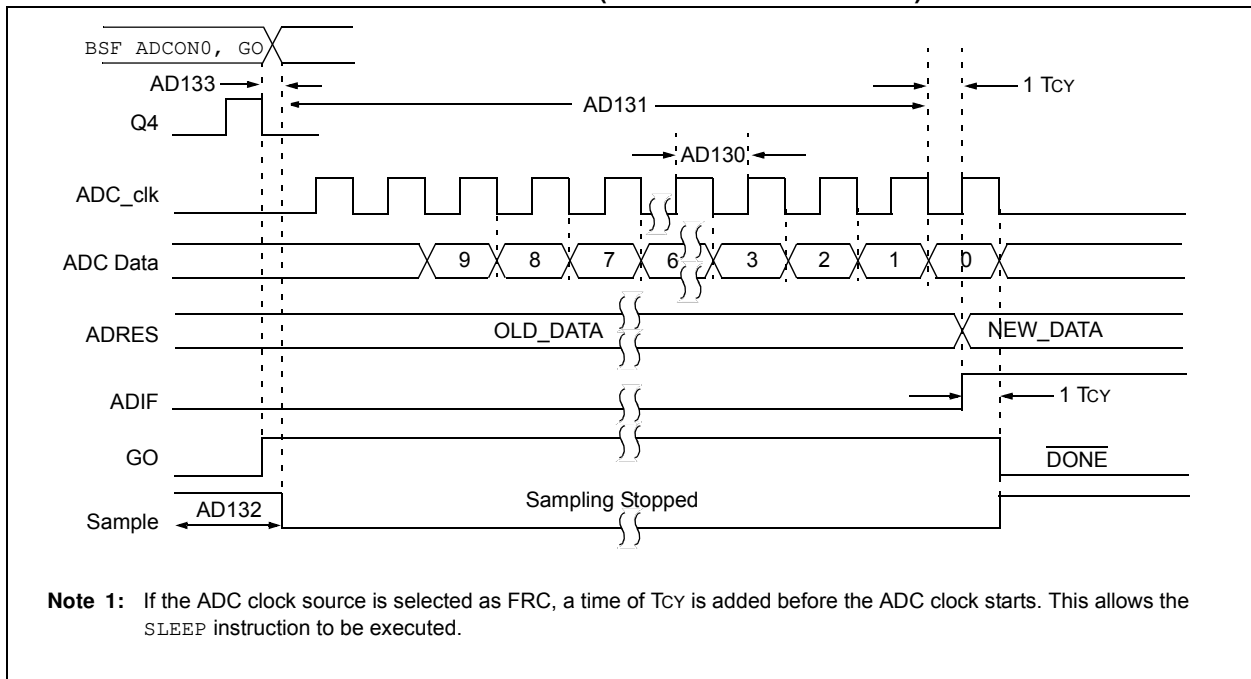 BSF ADCON0, GO
AD133
1 TCY
AD131
Q4
AD130
ADC_clk
ADC Data
9 8 7 6 3 2 1 0
ADRES
OLD_DATA
NEW_DATA
ADIF
1 TCY
GO
DONE
AD132
Sampling Stopped
Sample
Note 1: If the ADC clock source is selected as FRC, a time of TCY is added before the ADC clock starts. This allows the
SLEEP instruction to be executed.